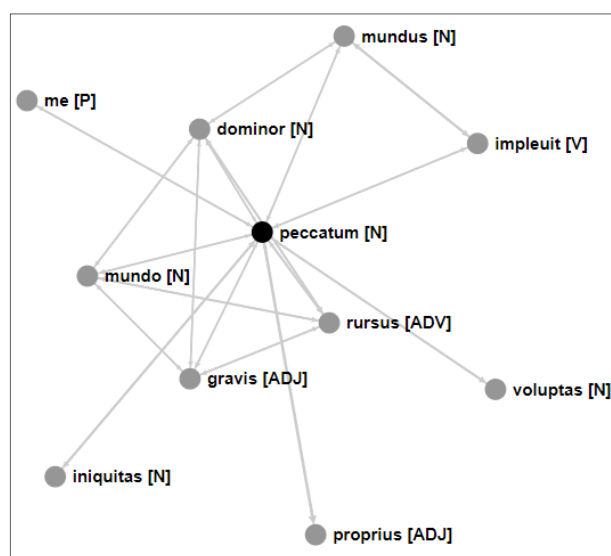 mundus [N]
me [P]
dominor [N]
impleuit [V]
peccatum [N]
mundo [N]
rursus [ADV]
gravis [ADJ]
voluptas [N]
iniquitas [N]
proprius [ADJ]